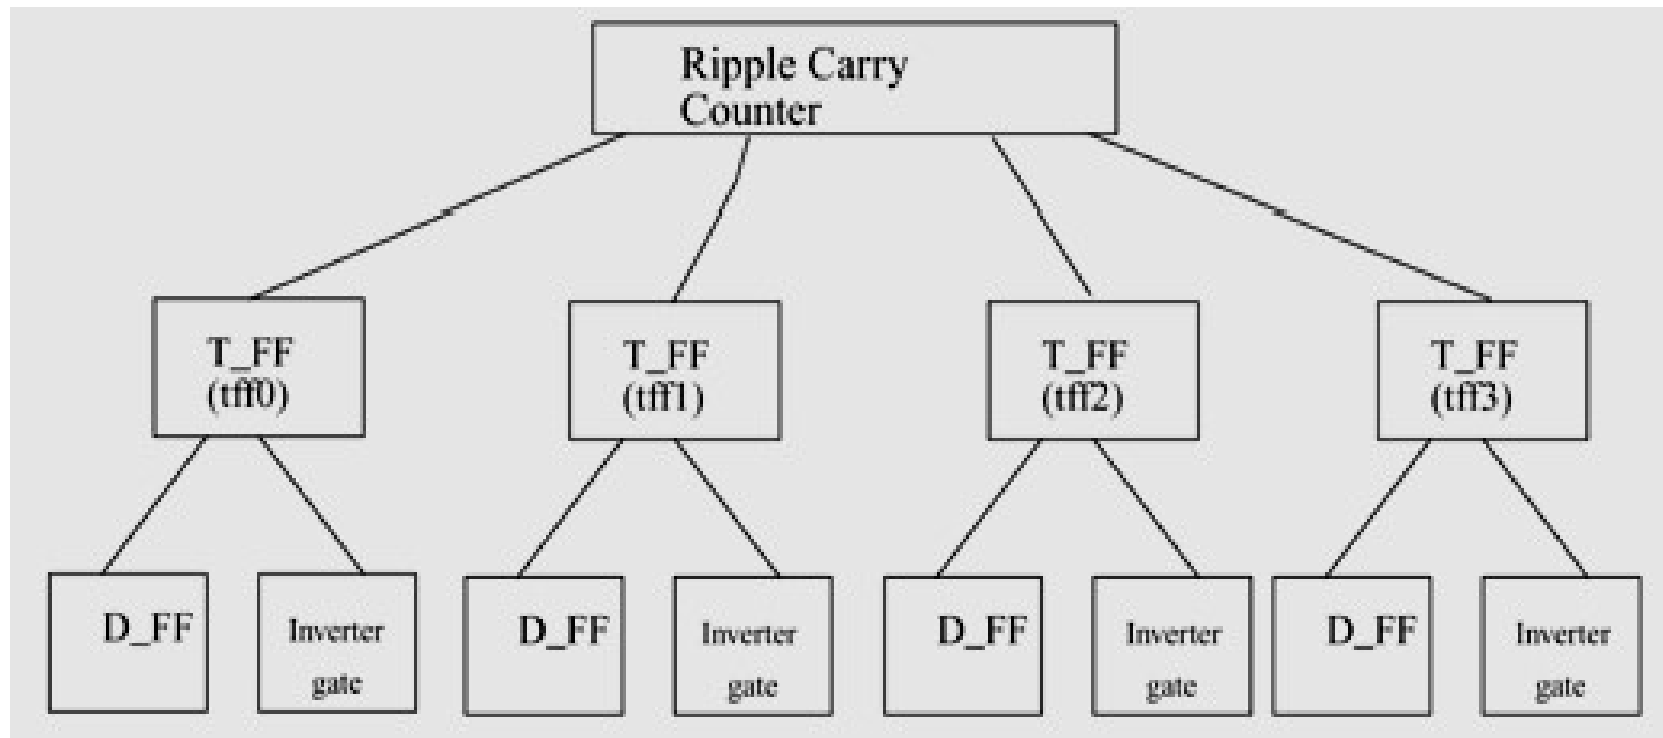 Ripple Carry
Counter
T_FF
(tff0)
T_FF
(tff1)
T_FF
(tff2)
T_FF
(tff3)
D_FF
Inverter
gate
D_FF
Inverter
gate
D_FF
Inverter
gate
D_FF
Inverter
gate